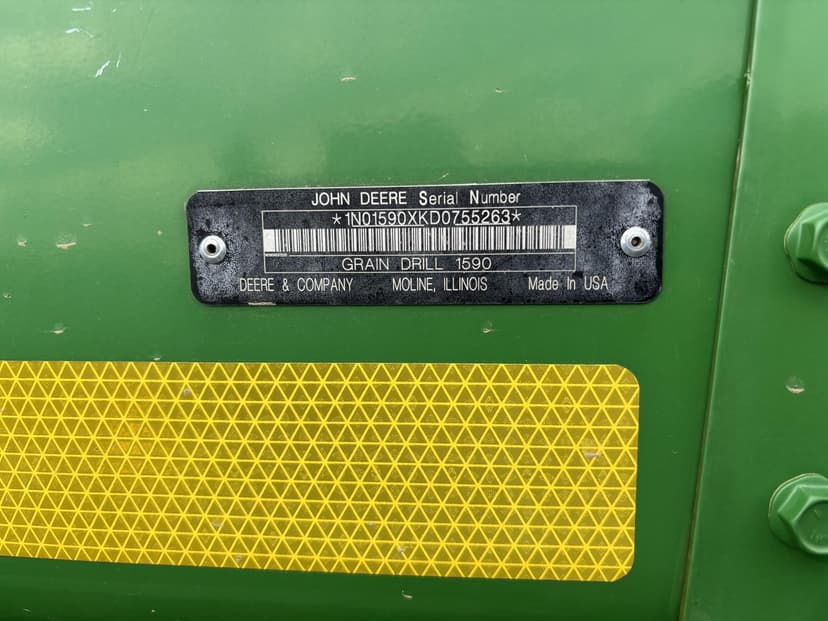 JOHN DEERE Serial Number
*1N01590XKD0755263*
GRAIN DRILL 1590
DEERE & COMPANY MOLINE, ILLINOIS Made In USA